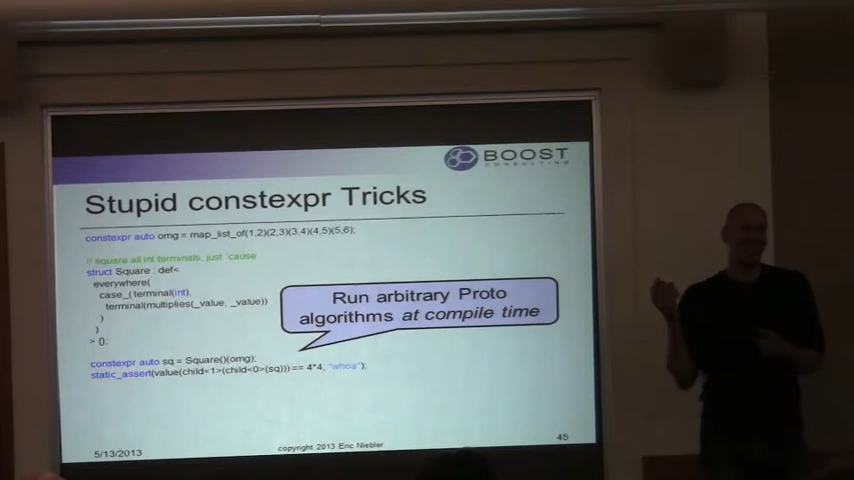 BOOST
CONSULTING
Stupid constexpr Tricks
constexpr auto omg = map_list_of(1,2)(2,3)(3,4)(4,5)(5,6);
// square all int terminals, just 'cause
struct Square : def<
everywhere(
case_( terminal(int),
terminal(multiplies(_value, _value))
)
)
> {};
Run arbitrary Proto
algorithms at compile time
constexpr auto sq = Square()(omg);
static_assert(value(child<1>(child<0>(sq))) == 4*4, "whoa");
5/13/2013
copyright 2013 Eric Niebler
45